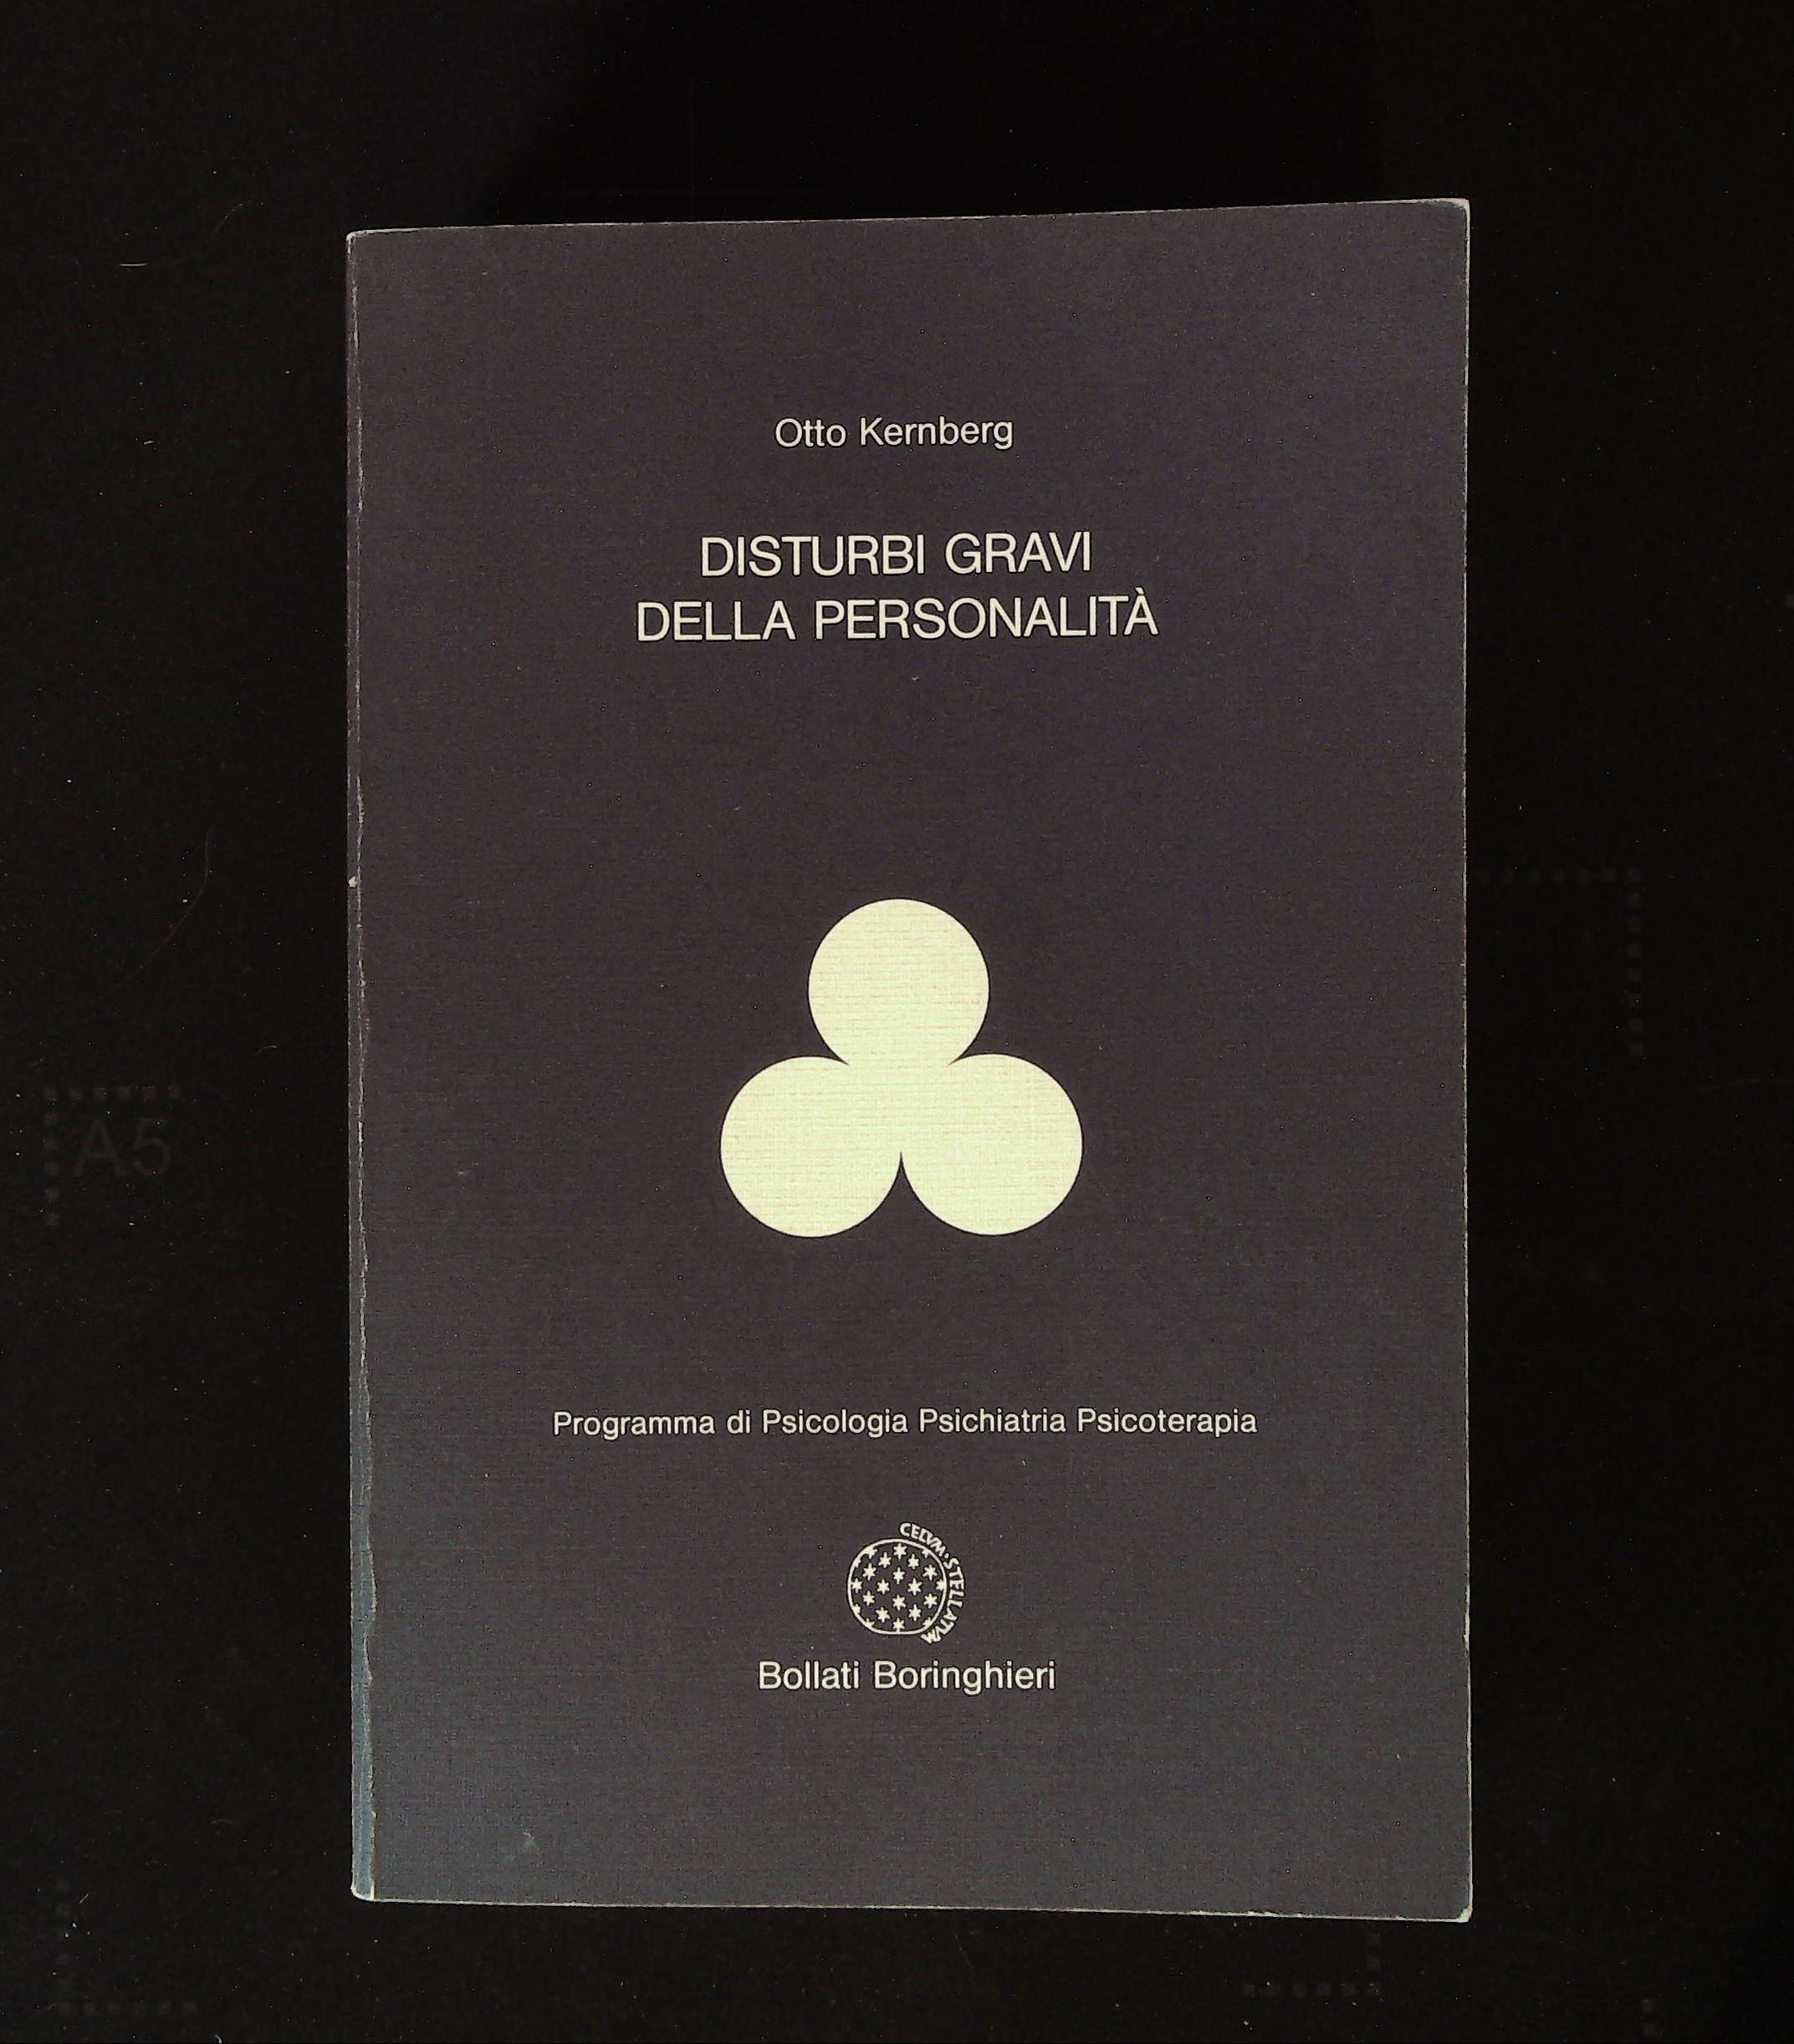 Otto Kernberg
DISTURBI GRAVI
DELLA PERSONALITÀ
A5
Programma di Psicologia Psichiatria Psicoterapia
CELVM·STELLATVM
Bollati Boringhieri